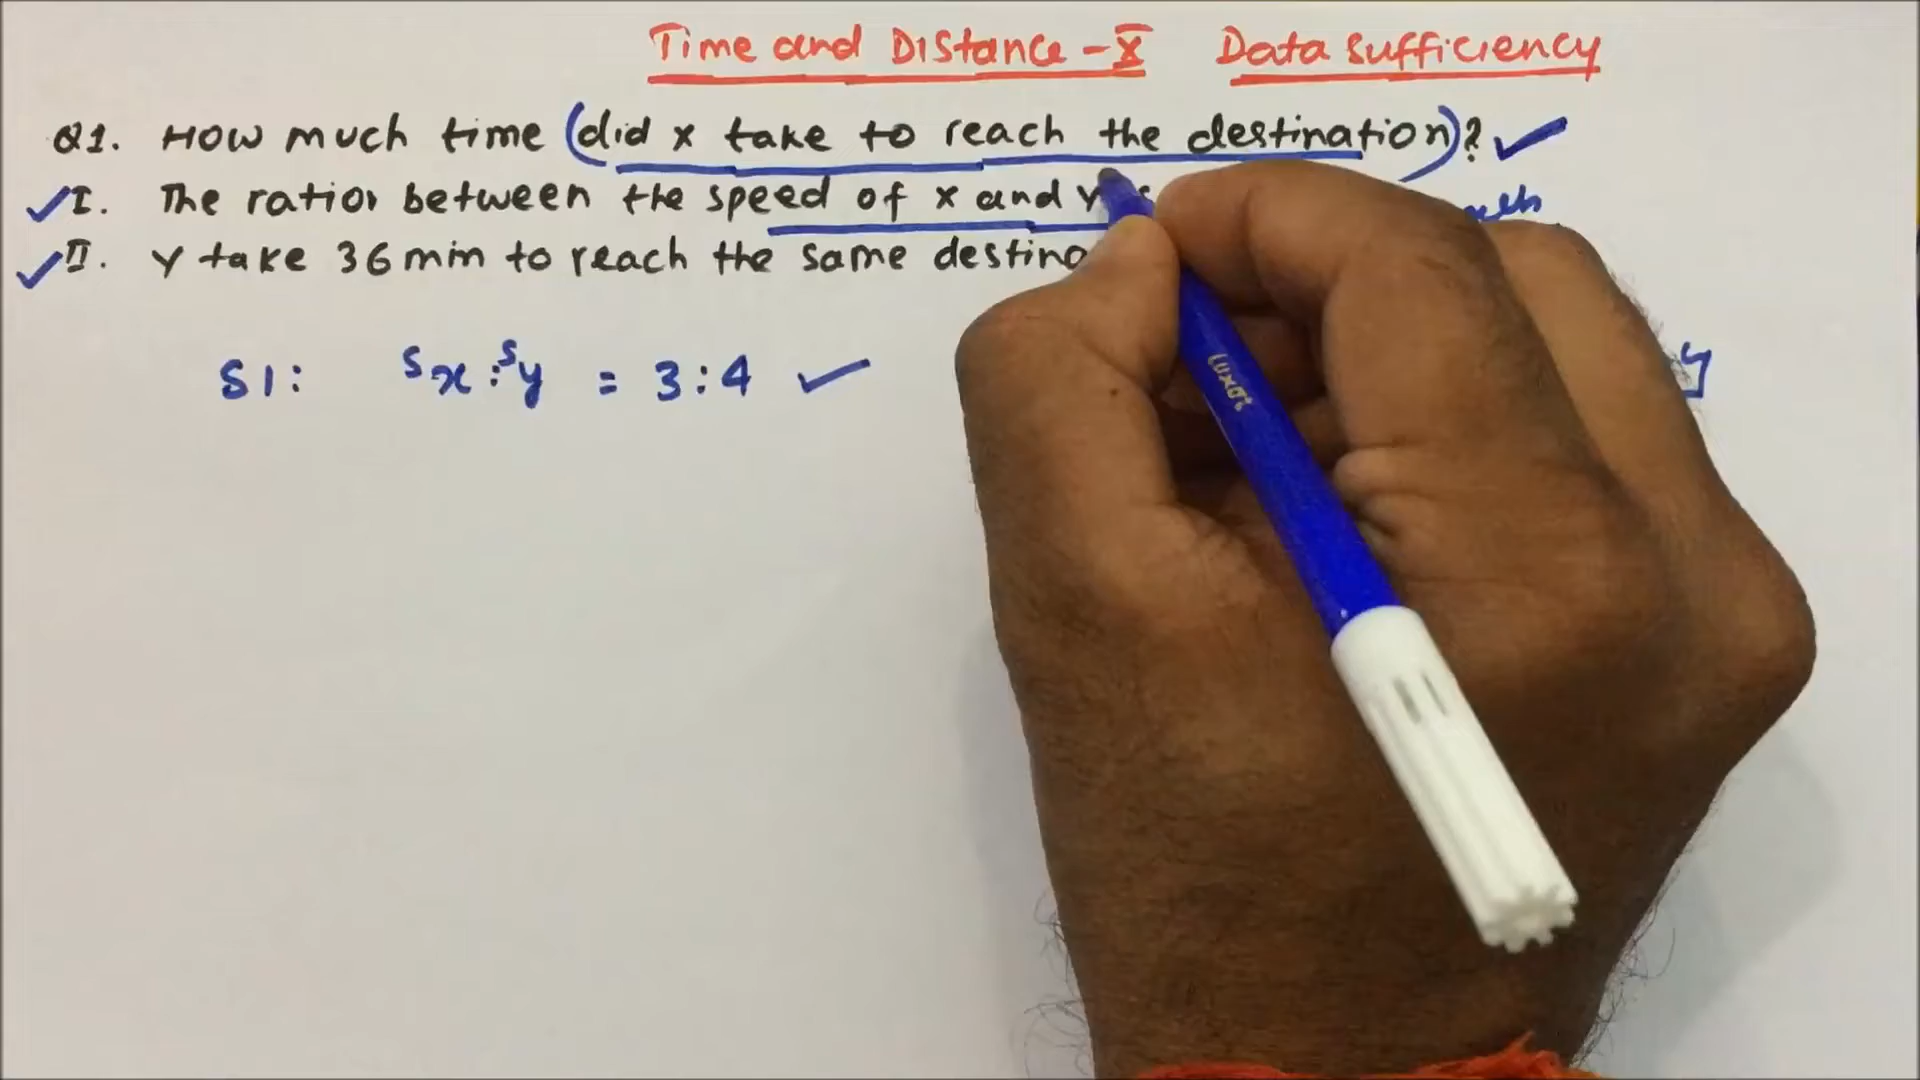 Time and Distance - X Data Sufficiency
Q1. How much time (did x take to reach the destination)?
I. The ratio between the speed of x and y
II. Y take 36 min to reach the same
S1: Sx : Sy = 3:4
luxor